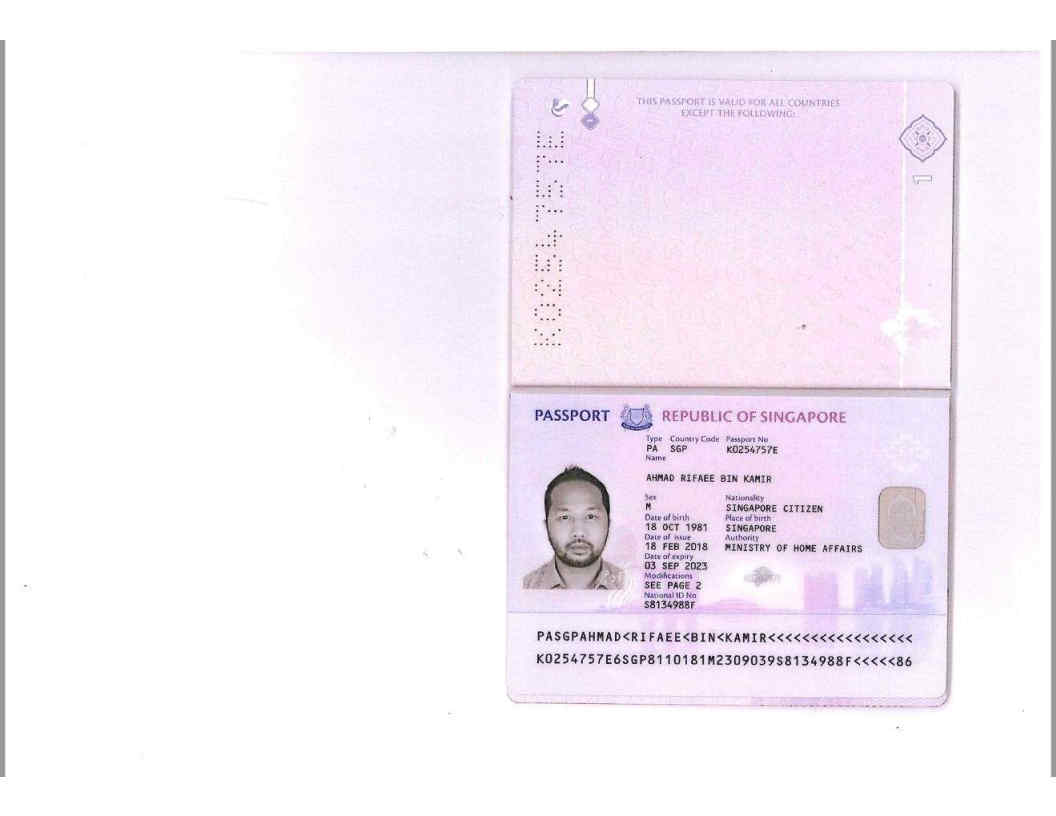 THIS PASSPORT IS VALID FOR ALL COUNTRIES
EXCEPT THE FOLLOWING:
1
K0254757E
PASSPORT REPUBLIC OF SINGAPORE
Type Country Code Passport No
PA SGP K0254757E
Name
AHMAD RIFAEE BIN KAMIR
Sex Nationality
M SINGAPORE CITIZEN
Date of birth Place of birth
18 OCT 1981 SINGAPORE
Date of issue Authority
18 FEB 2018 MINISTRY OF HOME AFFAIRS
Date of expiry
03 SEP 2023
Modifications
SEE PAGE 2
National ID No
S8134988F
PASGPAHMAD<RIFAEE<BIN<KAMIR<<<<<<<<<<<<<<<<<
K0254757E6SGP8110181M2309039S8134988F<<<<<86